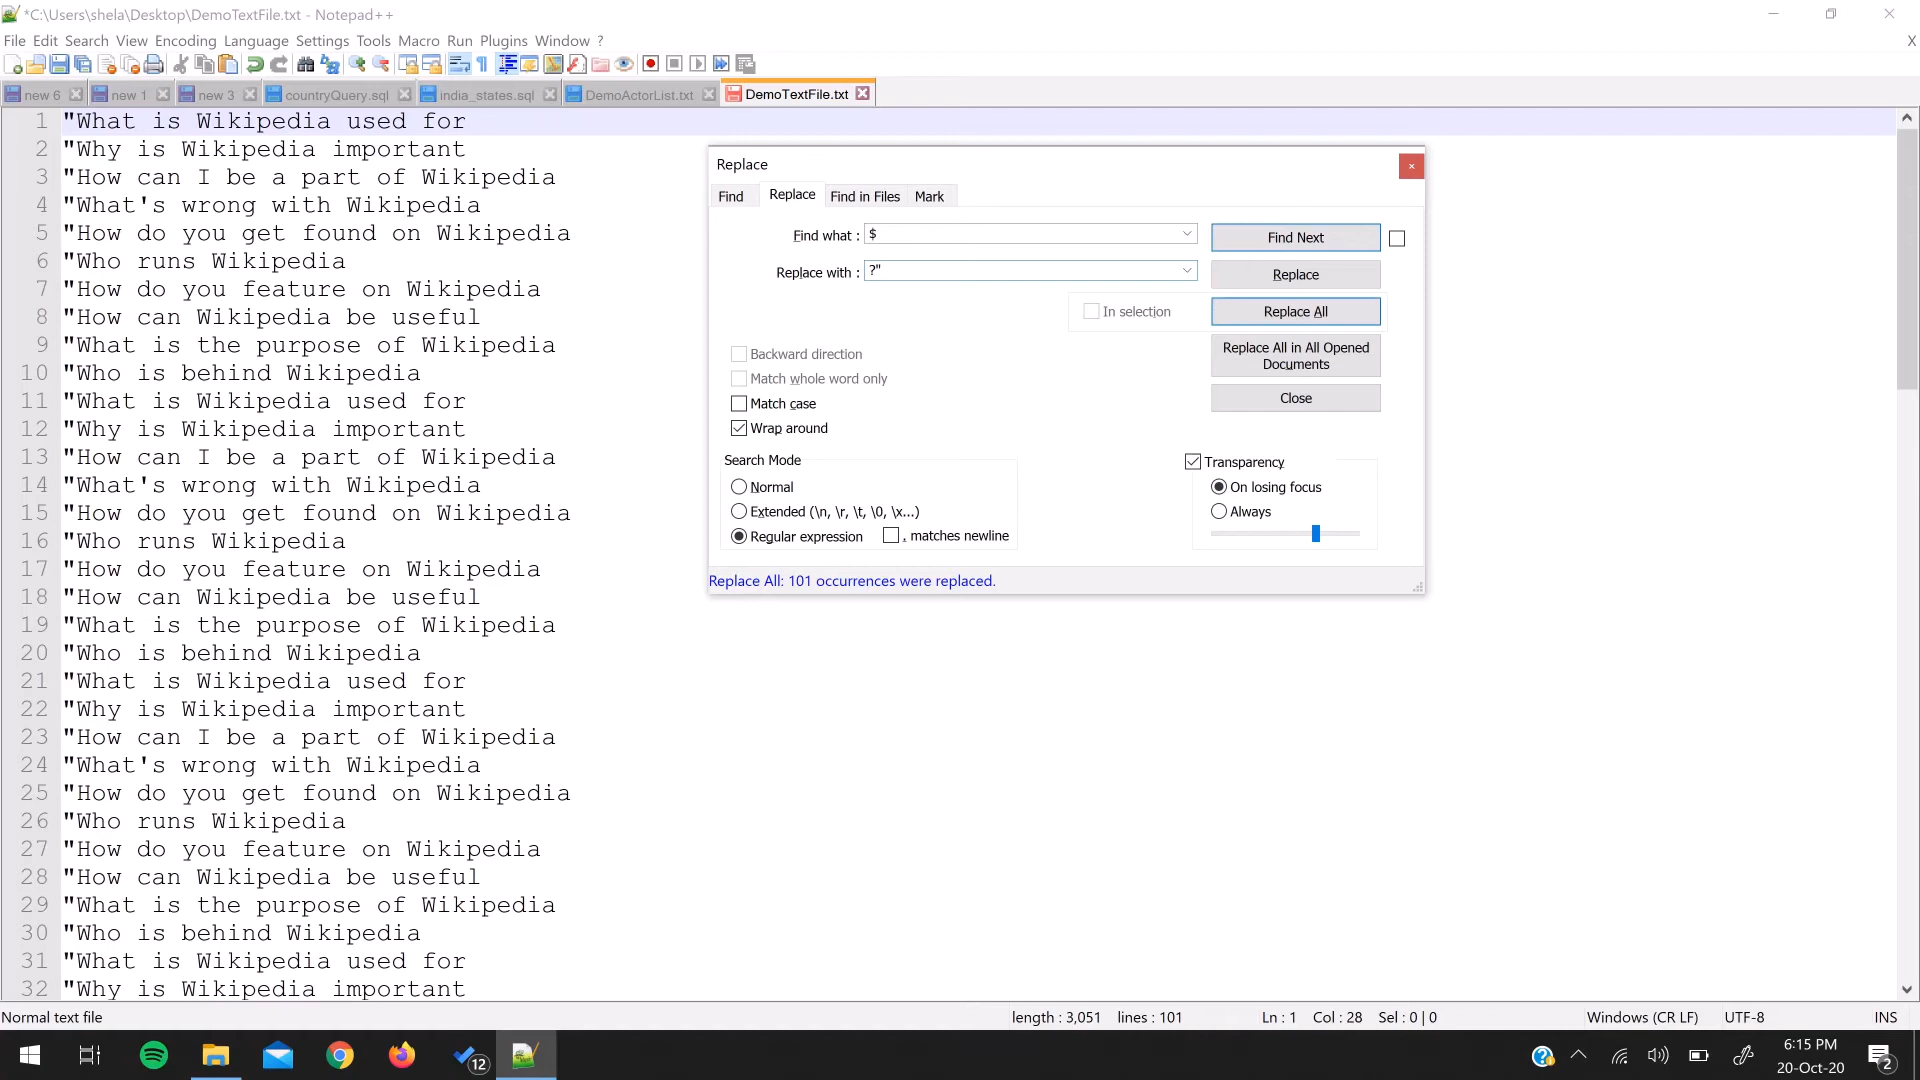 *C:\Users\shela\Desktop\DemoTextFile.txt - Notepad++
File Edit Search View Encoding Language Settings Tools Macro Run Plugins Window ? X
new 6 new 1 new 3 countryQuery.sql india_states.sql DemoActorList.txt DemoTextFile.txt
1 "What is Wikipedia used for
2 "Why is Wikipedia important
3 "How can I be a part of Wikipedia
4 "What's wrong with Wikipedia
5 "How do you get found on Wikipedia
6 "Who runs Wikipedia
7 "How do you feature on Wikipedia
8 "How can Wikipedia be useful
9 "What is the purpose of Wikipedia
10 "Who is behind Wikipedia
11 "What is Wikipedia used for
12 "Why is Wikipedia important
13 "How can I be a part of Wikipedia
14 "What's wrong with Wikipedia
15 "How do you get found on Wikipedia
16 "Who runs Wikipedia
17 "How do you feature on Wikipedia
18 "How can Wikipedia be useful
19 "What is the purpose of Wikipedia
20 "Who is behind Wikipedia
21 "What is Wikipedia used for
22 "Why is Wikipedia important
23 "How can I be a part of Wikipedia
24 "What's wrong with Wikipedia
25 "How do you get found on Wikipedia
26 "Who runs Wikipedia
27 "How do you feature on Wikipedia
28 "How can Wikipedia be useful
29 "What is the purpose of Wikipedia
30 "Who is behind Wikipedia
31 "What is Wikipedia used for
32 "Why is Wikipedia important
Replace
Find Replace Find in Files Mark
Find what : $ Find Next
Replace with : ?" Replace
In selection Replace All
Replace All in All Opened
Documents
Close
Backward direction
Match whole word only
Match case
Wrap around
Search Mode
Normal
Extended (\n, \r, \t, \0, \x...)
Regular expression . matches newline
Transparency
On losing focus
Always
Replace All: 101 occurrences were replaced.
Normal text file length : 3,051 lines : 101 Ln : 1 Col : 28 Sel : 0 | 0 Windows (CR LF) UTF-8 INS
12
6:15 PM
20-Oct-20
2